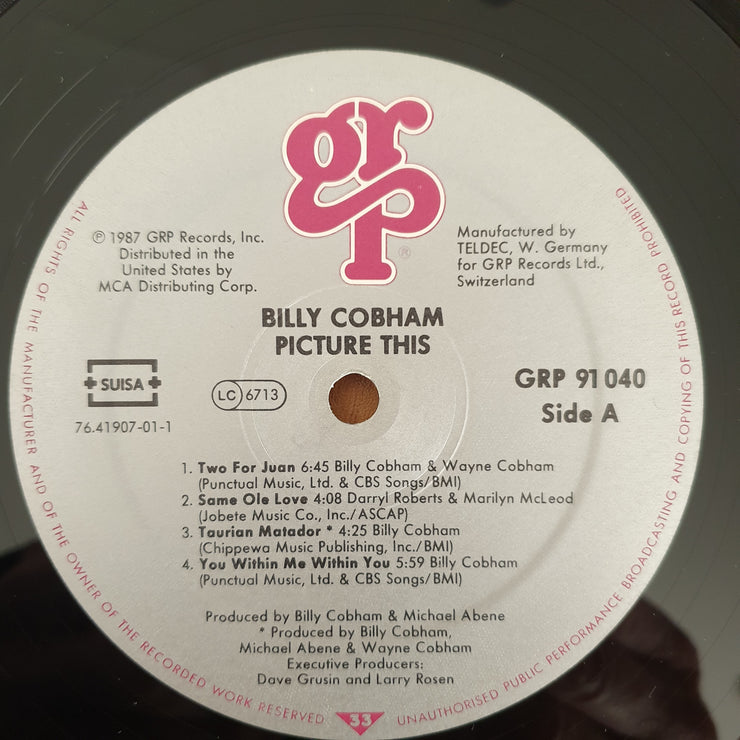 grp
®
℗ 1987 GRP Records, Inc.
Distributed in the
United States by
MCA Distributing Corp.
Manufactured by
TELDEC, W. Germany
for GRP Records Ltd.,
Switzerland
BILLY COBHAM
PICTURE THIS
SUISA
76.41907-01-1
LC 6713
GRP 91 040
Side A
1. Two For Juan 6:45 Billy Cobham & Wayne Cobham
(Punctual Music, Ltd. & CBS Songs/BMI)
2. Same Ole Love 4:08 Darryl Roberts & Marilyn McLeod
(Jobete Music Co., Inc./ASCAP)
3. Taurian Matador * 4:25 Billy Cobham
(Chippewa Music Publishing, Inc./BMI)
4. You Within Me Within You 5:59 Billy Cobham
(Punctual Music, Ltd. & CBS Songs/BMI)
Produced by Billy Cobham & Michael Abene
* Produced by Billy Cobham,
Michael Abene & Wayne Cobham
Executive Producers:
Dave Grusin and Larry Rosen
ALL RIGHTS OF THE MANUFACTURER AND OF THE OWNER OF THE RECORDED WORK RESERVED
33
UNAUTHORISED PUBLIC PERFORMANCE BROADCASTING AND COPYING OF THIS RECORD PROHIBITED